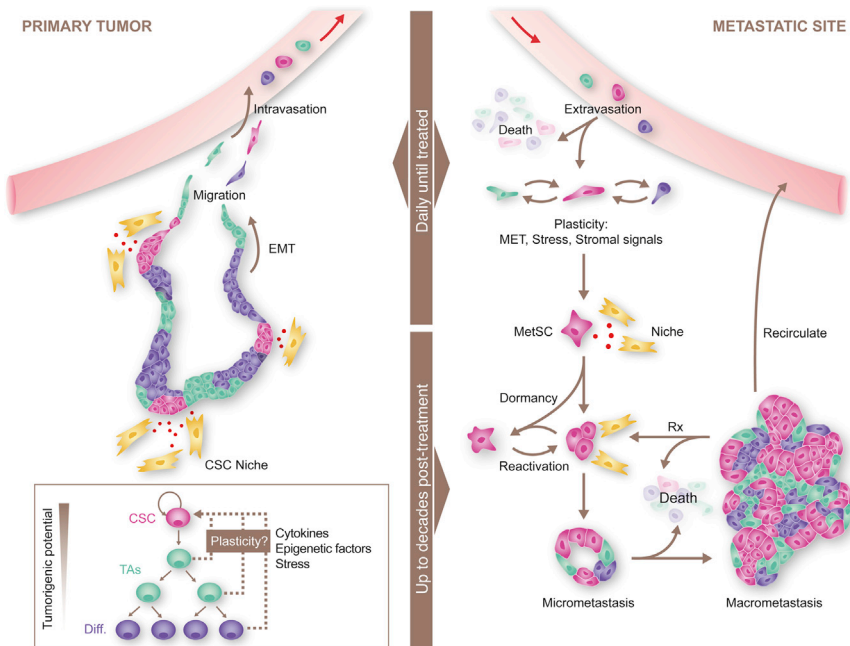 PRIMARY TUMOR
Intravasation
Migration
EMT
CSC Niche
Tumorigenic potential
CSC
TAs
Diff.
Plasticity?
Cytokines
Epigenetic factors
Stress
Daily until treated
Up to decades post-treatment
METASTATIC SITE
Extravasation
Death
Plasticity:
MET, Stress, Stromal signals
MetSC
Niche
Recirculate
Dormancy
Rx
Reactivation
Death
Micrometastasis
Macrometastasis